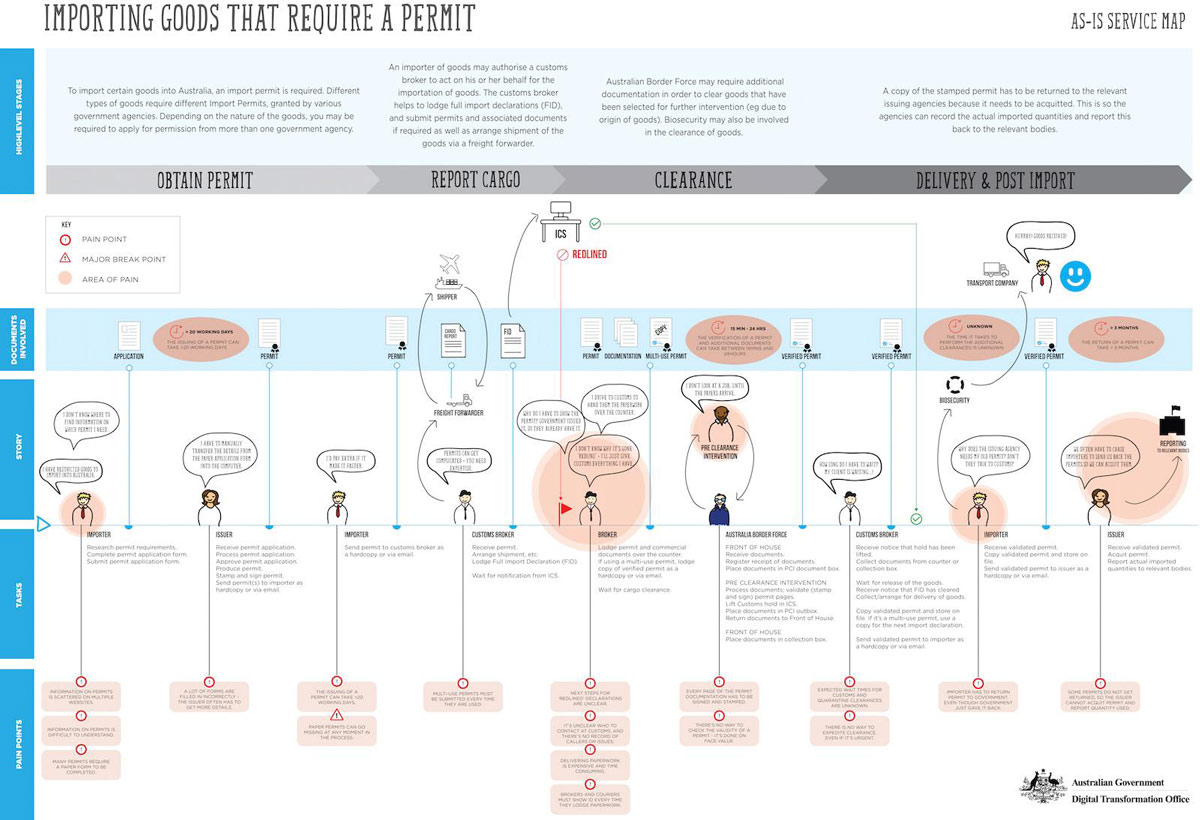 IMPORTING GOODS THAT REQUIRE A PERMIT
AS-IS SERVICE MAP
HIGHLEVEL STAGES
To import certain goods into Australia, an import permit is required. Different
types of goods require different Import Permits, granted by various
government agencies. Depending on the nature of the goods, you may be
required to apply for permission from more than one government agency.
An importer of goods may authorise a customs
broker to act on his or her behalf for the
importation of goods. The customs broker
helps to lodge full import declarations (FID),
and submit permits and associated documents
if required as well as arrange shipment of the
goods via a freight forwarder.
Australian Border Force may require additional
documentation in order to clear goods that have
been selected for further intervention (eg due to
origin of goods). Biosecurity may also be involved
in the clearance of goods.
A copy of the stamped permit has to be returned to the relevant
issuing agencies because it needs to be acquitted. This is so the
agencies can record the actual imported quantities and report this
back to the relevant bodies.
OBTAIN PERMIT
REPORT CARGO
CLEARANCE
DELIVERY & POST IMPORT
KEY
PAIN POINT
MAJOR BREAK POINT
AREA OF PAIN
ICS
REDLINED
SHIPPER
TRANSPORT COMPANY
HURRAY! GOODS RECEIVED!
DOCUMENTS
INVOLVED
APPLICATION
> 20 WORKING DAYS
THE ISSUING OF A PERMIT CAN
TAKE >20 WORKING DAYS
PERMIT
PERMIT
CARGO
REPORT
FID
PERMIT
DOCUMENTATION
COPY
MULTI-USE PERMIT
15 MIN - 24 HRS
THE VERIFICATION OF A PERMIT
AND ADDITIONAL DOCUMENTS
CAN TAKE BETWEEN 15MINS AND
24HOURS
VERIFIED PERMIT
VERIFIED PERMIT
UNKNOWN
THE TIME IT TAKES TO
PERFORM THE ADDITIONAL
CLEARANCES IS UNKNOWN
VERIFIED PERMIT
> 3 MONTHS
THE RETURN OF A PERMIT CAN
TAKE > 3 MONTHS
STORY
I DON'T KNOW WHERE TO
FIND INFORMATION ON
WHICH PERMIT I NEED
I HAVE RESTRICTED GOODS TO
IMPORT INTO AUSTRALIA.
I HAVE TO MANUALLY
TRANSFER THE DETAILS FROM
THE PAPER APPLICATION FORM
INTO THE COMPUTER.
I'D PAY EXTRA IF IT
MADE IT FASTER.
FREIGHT FORWARDER
PERMITS CAN GET
COMPLICATED - YOU NEED
EXPERTISE.
WHY DO I HAVE TO SHOW THE
PERMIT? GOVERNMENT ISSUED
IT, SO THEY ALREADY HAVE IT.
I DRIVE TO CUSTOMS TO
HAND THEM THE PAPERWORK
OVER THE COUNTER.
I DON'T KNOW WHY IT'S GONE
'REDLINE' - I'LL JUST GIVE
CUSTOMS EVERYTHING I HAVE
I DON'T LOOK AT A JOB, UNTIL
THE PAPERS ARRIVE.
PRE CLEARANCE
INTERVENTION
HOW LONG DO I HAVE TO WAIT?
MY CLIENT IS WAITING..?
BIOSECURITY
WHY DOES THE ISSUING AGENCY
NEEDS MY OLD PERMIT? DON'T
THEY TALK TO CUSTOMS?
WE OFTEN HAVE TO CHASE
IMPORTERS TO SEND US BACK THE
PERMITS SO WE CAN ACQUIT THEM
REPORTING
TO RELEVANT BODIES
TASKS
IMPORTER
Research permit requirements.
Complete permit application form.
Submit permit application form.
ISSUER
Receive permit application.
Process permit application.
Approve permit application.
Produce permit.
Stamp and sign permit.
Send permit(s) to importer as
hardcopy or via email.
IMPORTER
Send permit to customs broker as
a hardcopy or via email.
CUSTOMS BROKER
Receive permit.
Arrange shipment, etc.
Lodge Full Import Declaration (FID).
Wait for notification from ICS.
BROKER
Lodge permit and commercial
documents over the counter.
If using a multi-use permit, lodge
copy of verified permit as a
hardcopy or via email.
Wait for cargo clearance.
AUSTRALIA BORDER FORCE
FRONT OF HOUSE
Receive documents.
Register receipt of documents.
Place documents in PCI document box.
PRE CLEARANCE INTERVENTION
Process documents; validate (stamp
and sign) permit pages.
Lift Customs hold in ICS.
Place documents in PCI outbox.
Return documents to Front of House.
FRONT OF HOUSE
Place documents in collection box.
CUSTOMS BROKER
Receive notice that hold has been
lifted.
Collect documents from counter or
collection box.
Wait for release of the goods.
Receive notice that FID has cleared
Collect/arrange for delivery of goods.
Copy validated permit and store on
file. If it's a multi-use permit, use a
copy for the next import declaration.
Send validated permit to importer as
a hardcopy or via email.
IMPORTER
Receive validated permit.
Copy validated permit and store on
file.
Send validated permit to issuer as a
hardcopy or via email.
ISSUER
Receive validated permit.
Acquit permit.
Report actual imported
quantities to relevant bodies.
PAIN POINTS
INFORMATION ON PERMITS
IS SCATTERED ON MULTIPLE
WEBSITES.
INFORMATION ON PERMITS IS
DIFFICULT TO UNDERSTAND.
MANY PERMITS REQUIRE
A PAPER FORM TO BE
COMPLETED.
A LOT OF FORMS ARE
FILLED IN INCORRECTLY -
THE ISSUER OFTEN HAS TO
GET MORE DETAILS.
THE ISSUING OF A
PERMIT CAN TAKE >20
WORKING DAYS.
PAPER PERMITS CAN GO
MISSING AT ANY MOMENT IN
THE PROCESS.
MULTI-USE PERMITS MUST
BE SUBMITTED EVERY TIME
THEY ARE USED.
NEXT STEPS FOR
'REDLINED' DECLARATIONS
ARE UNCLEAR.
IT'S UNCLEAR WHO TO
CONTACT AT CUSTOMS, AND
THERE'S NO RECORD OF
CALLERS OR ISSUES.
DELIVERING PAPERWORK
IS EXPENSIVE AND TIME
CONSUMING.
BROKERS AND COURIERS
MUST SHOW ID EVERY TIME
THEY LODGE PAPERWORK.
EVERY PAGE OF THE PERMIT
DOCUMENTATION HAS TO BE
SIGNED AND STAMPED.
THERE'S NO WAY TO
CHECK THE VALIDITY OF A
PERMIT - IT'S DONE ON
FACE VALUE.
EXPECTED WAIT TIMES FOR
CUSTOMS AND
QUARANTINE CLEARANCES
ARE UNKNOWN.
THERE IS NO WAY TO
EXPEDITE CLEARANCE,
EVEN IF IT'S URGENT.
IMPORTER HAS TO RETURN
PERMIT TO GOVERNMENT,
EVEN THOUGH GOVERNMENT
JUST GAVE IT BACK.
SOME PERMITS DO NOT GET
RETURNED, SO THE ISSUER
CANNOT ACQUIT PERMIT AND
REPORT QUANTITY USED.
Australian Government
Digital Transformation Office